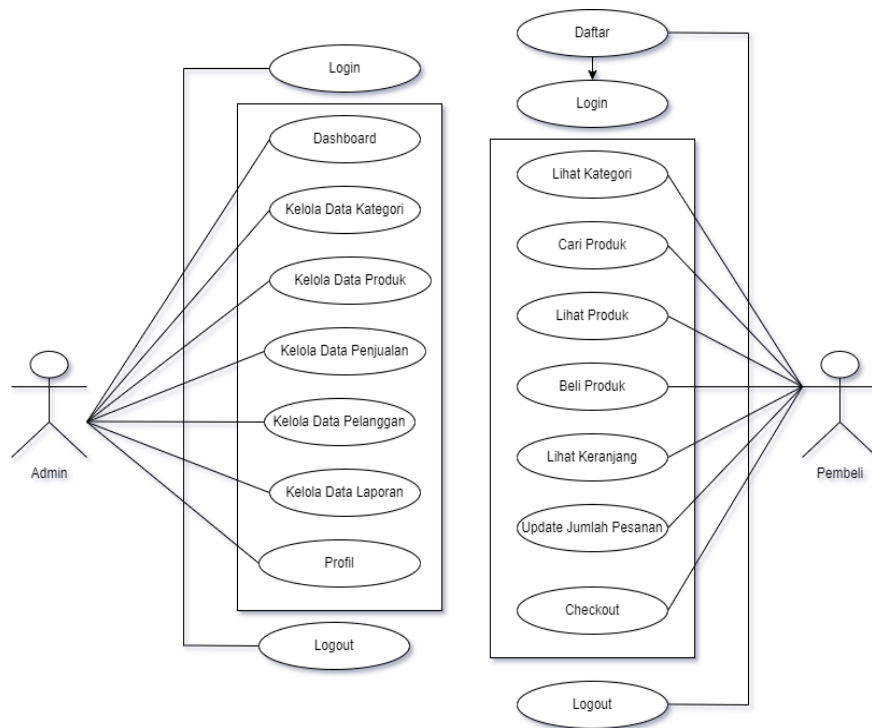 Login
Dashboard
Kelola Data Kategori
Kelola Data Produk
Kelola Data Penjualan
Kelola Data Pelanggan
Kelola Data Laporan
Profil
Logout
Admin
Daftar
Login
Lihat Kategori
Cari Produk
Lihat Produk
Beli Produk
Lihat Keranjang
Update Jumlah Pesanan
Checkout
Logout
Pembeli